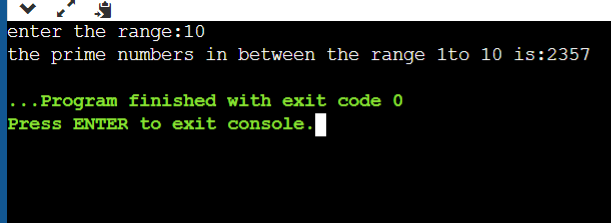 enter the range:10
the prime numbers in between the range 1to 10 is:2357
...Program finished with exit code 0
Press ENTER to exit console.